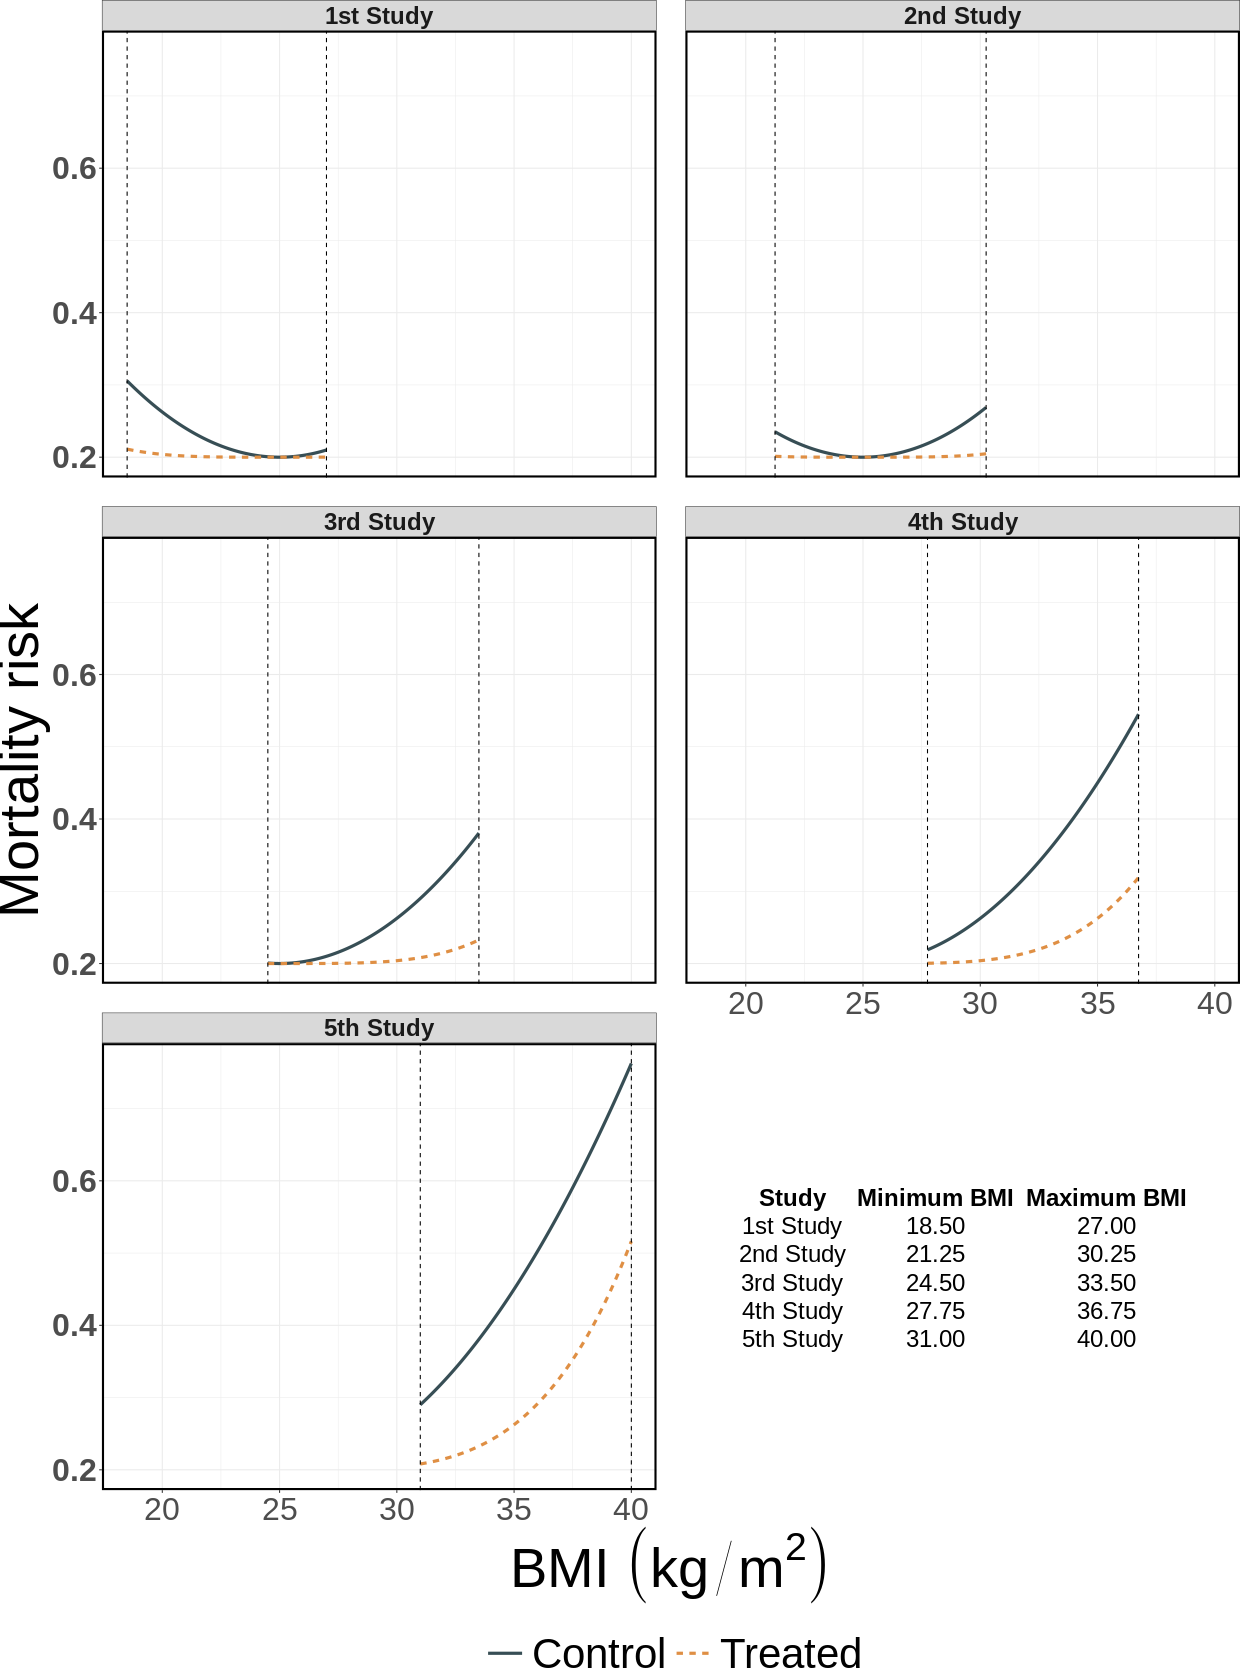 1st Study
2nd Study
0.6
0.4
0.2
3rd Study
4th Study
Mortality risk
0.6
0.4
0.2
20 25 30 35 40
5th Study
0.6
0.4
0.2
20 25 30 35 40
Study Minimum BMI Maximum BMI
1st Study 18.50 27.00
2nd Study 21.25 30.25
3rd Study 24.50 33.50
4th Study 27.75 36.75
5th Study 31.00 40.00
BMI (kg/m²)
Control Treated